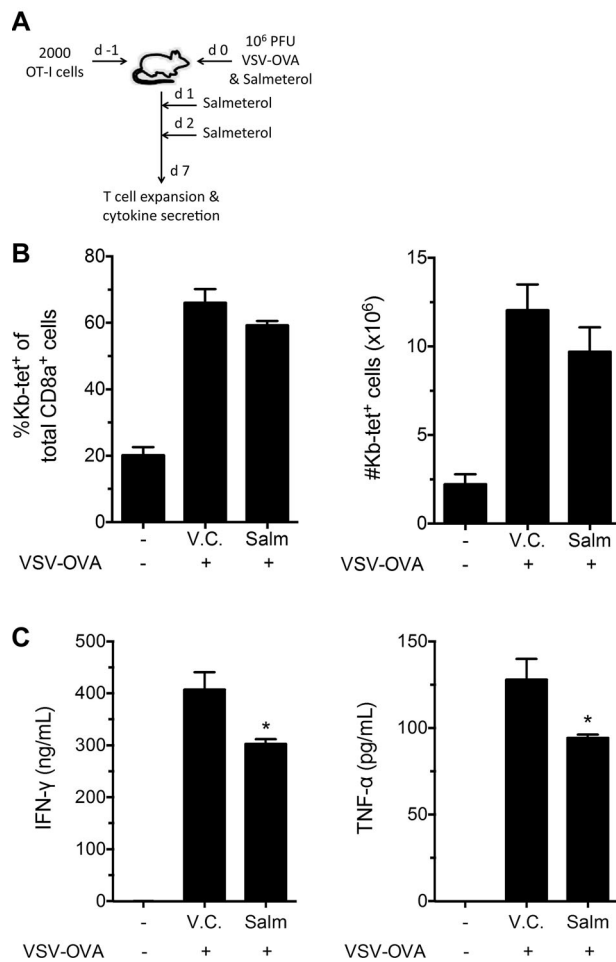 A
2000
OT-I cells
d -1
d 0
10⁶ PFU
VSV-OVA
& Salmeterol
d 1
Salmeterol
d 2
Salmeterol
d 7
T cell expansion &
cytokine secretion
B
%Kb-tet⁺ of
total CD8a⁺ cells
80
60
40
20
0
- V.C. Salm
VSV-OVA - + +
#Kb-tet⁺ cells (x10⁶)
15
10
5
0
- V.C. Salm
VSV-OVA - + +
C
IFN-γ (ng/mL)
500
400
300
200
100
0
*
- V.C. Salm
VSV-OVA - + +
TNF-α (pg/mL)
150
100
50
0
*
- V.C. Salm
VSV-OVA - + +